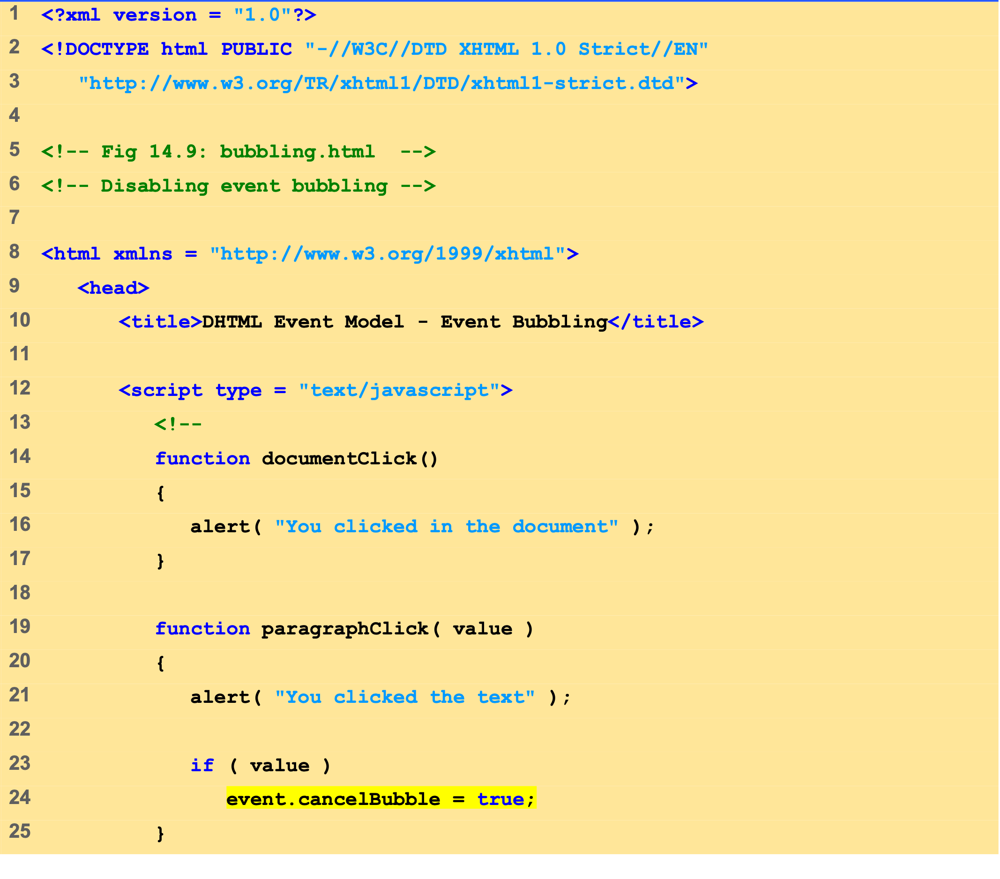 1 <?xml version = "1.0"?>
2 <!DOCTYPE html PUBLIC "-//W3C//DTD XHTML 1.0 Strict//EN"
3    "http://www.w3.org/TR/xhtml1/DTD/xhtml1-strict.dtd">
4
5 <!-- Fig 14.9: bubbling.html  -->
6 <!-- Disabling event bubbling -->
7
8 <html xmlns = "http://www.w3.org/1999/xhtml">
9    <head>
10       <title>DHTML Event Model - Event Bubbling</title>
11
12       <script type = "text/javascript">
13          <!--
14          function documentClick()
15          {
16             alert( "You clicked in the document" );
17          }
18
19          function paragraphClick( value )
20          {
21             alert( "You clicked the text" );
22
23             if ( value )
24                event.cancelBubble = true;
25          }